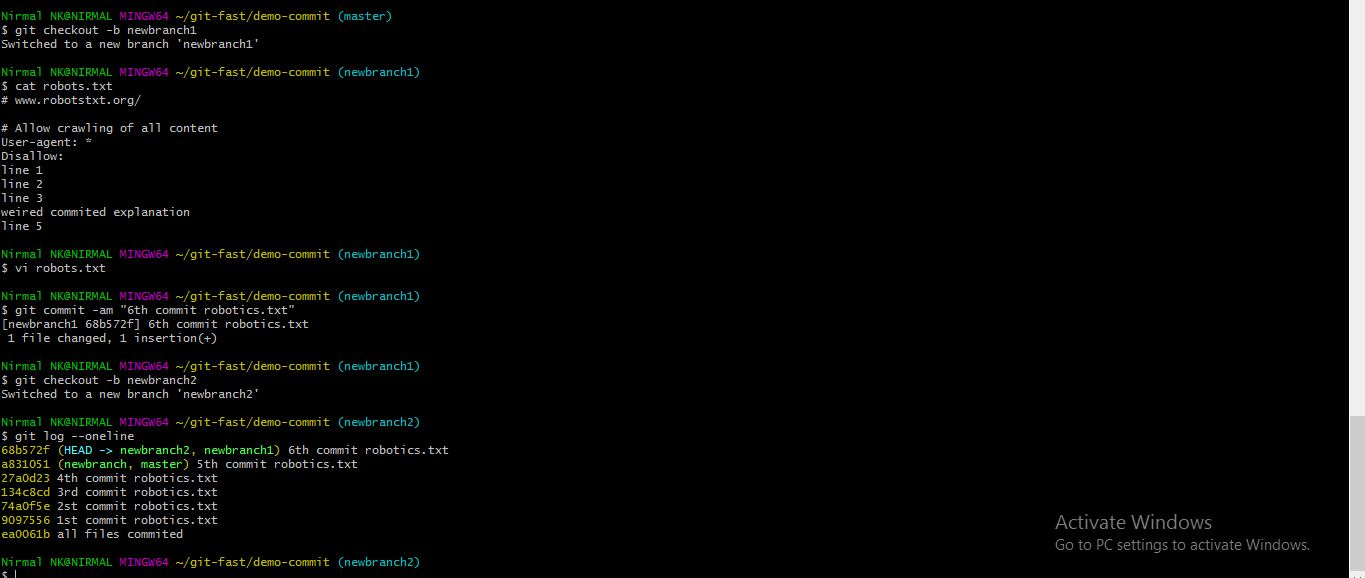 Nirmal NK@NIRMAL MINGW64 ~/git-fast/demo-commit (master)
$ git checkout -b newbranch1
Switched to a new branch 'newbranch1'
Nirmal NK@NIRMAL MINGW64 ~/git-fast/demo-commit (newbranch1)
$ cat robots.txt
# www.robotstxt.org/
# Allow crawling of all content
User-agent: *
Disallow:
line 1
line 2
line 3
weired commited explanation
line 5
Nirmal NK@NIRMAL MINGW64 ~/git-fast/demo-commit (newbranch1)
$ vi robots.txt
Nirmal NK@NIRMAL MINGW64 ~/git-fast/demo-commit (newbranch1)
$ git commit -am "6th commit robotics.txt"
[newbranch1 68b572f] 6th commit robotics.txt
 1 file changed, 1 insertion(+)
Nirmal NK@NIRMAL MINGW64 ~/git-fast/demo-commit (newbranch1)
$ git checkout -b newbranch2
Switched to a new branch 'newbranch2'
Nirmal NK@NIRMAL MINGW64 ~/git-fast/demo-commit (newbranch2)
$ git log --oneline
68b572f (HEAD -> newbranch2, newbranch1) 6th commit robotics.txt
a831051 (newbranch, master) 5th commit robotics.txt
27a0d23 4th commit robotics.txt
134c8cd 3rd commit robotics.txt
74a0f5e 2st commit robotics.txt
9097556 1st commit robotics.txt
ea0061b all files commited
Nirmal NK@NIRMAL MINGW64 ~/git-fast/demo-commit (newbranch2)
$
Activate Windows
Go to PC settings to activate Windows.